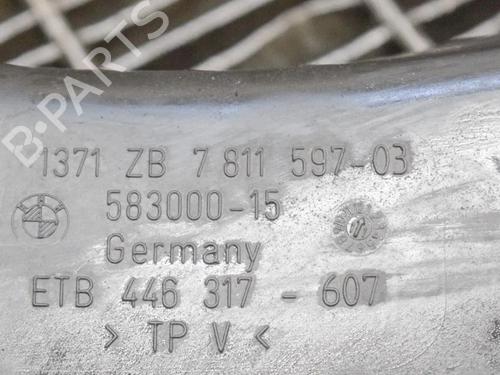 B-PARTS
1371 ZB 7 811 597-03
583000-15
Germany
ETB 446 317 - 607
> TP V <